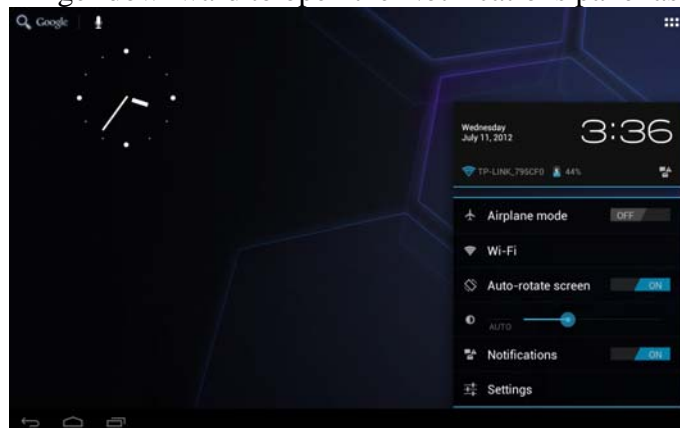 Google
Wednesday
July 11, 2012
3:36
TP-LINK_795CF0 44%
Airplane mode OFF
Wi-Fi
Auto-rotate screen ON
AUTO
Notifications ON
Settings